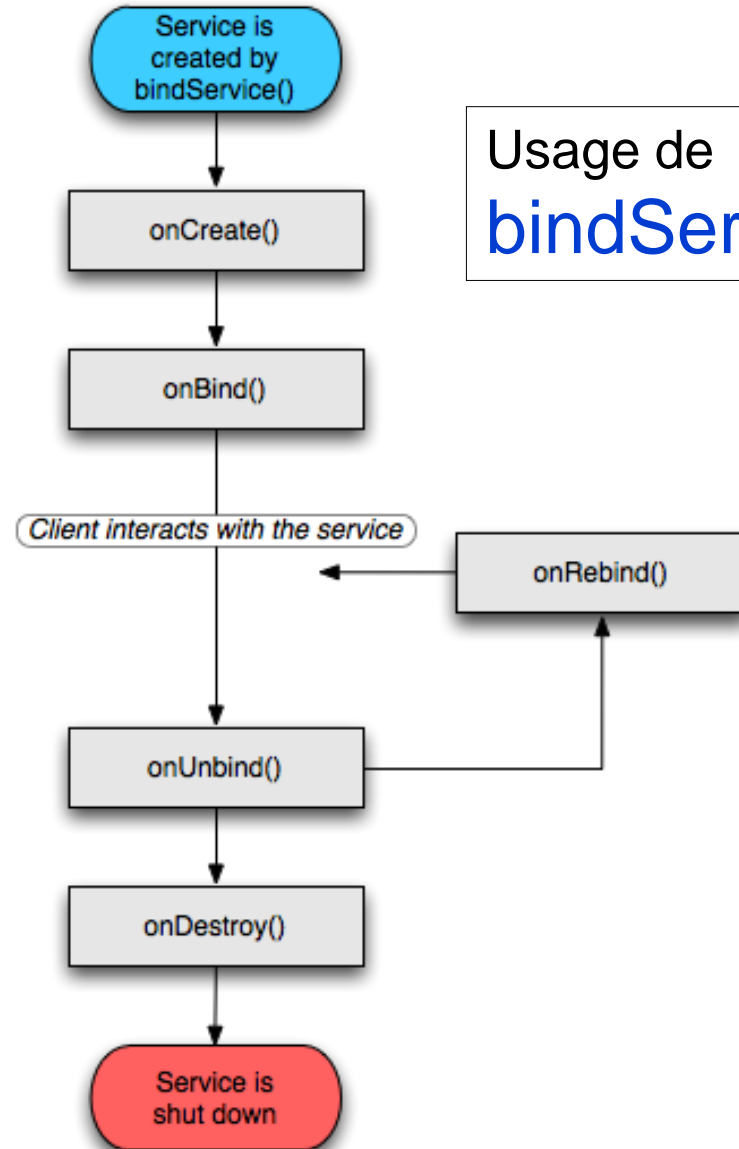 Service is
created by
bindService()
Usage de
bindSer
onCreate()
onBind()
Client interacts with the service
onRebind()
onUnbind()
onDestroy()
Service is
shut down